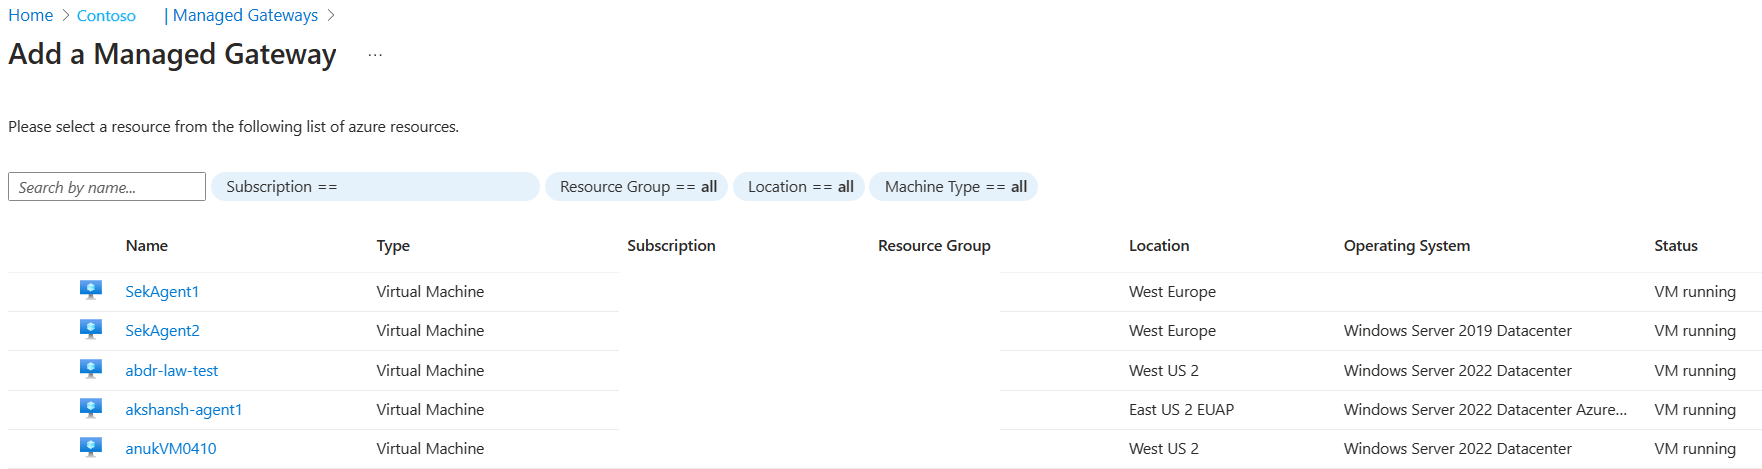 Home > Contoso | Managed Gateways >
Add a Managed Gateway ...
Please select a resource from the following list of azure resources.
Search by name... Subscription == Resource Group == all Location == all Machine Type == all
Name Type Subscription Resource Group Location Operating System Status
SekAgent1 Virtual Machine West Europe VM running
SekAgent2 Virtual Machine West Europe Windows Server 2019 Datacenter VM running
abdr-law-test Virtual Machine West US 2 Windows Server 2022 Datacenter VM running
akshansh-agent1 Virtual Machine East US 2 EUAP Windows Server 2022 Datacenter Azure... VM running
anukVM0410 Virtual Machine West US 2 Windows Server 2022 Datacenter VM running